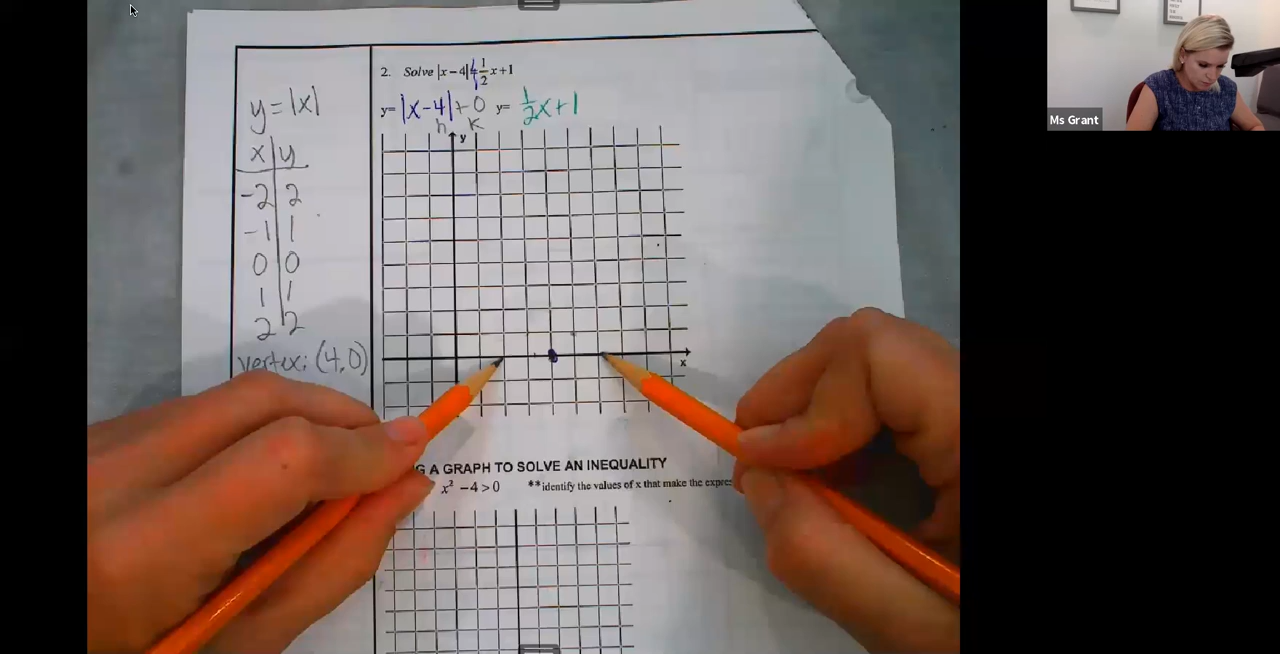 2. Solve |x−4| = 1/2 x+1
y = |x|
y= |x−4|+0 y= 1/2 x+1
h k
x y
-2 2
-1 1
0 0
1 1
2 2
vertex: (4,0)
y
x
G A GRAPH TO SOLVE AN INEQUALITY
x² −4 > 0 **identify the values of x that make the expre
Ms Grant